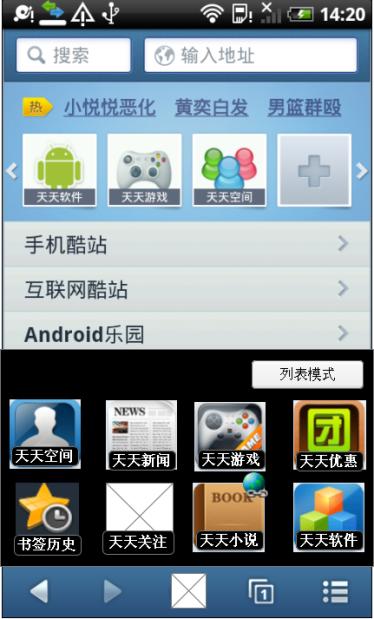 14:20
搜索 输入地址
热 小悦悦恶化 黄奕白发 男篮群殴
天天软件 天天游戏 天天空间
手机酷站
互联网酷站
Android乐园
列表模式
NEWS
天天空间 天天新闻 天天游戏 天天优惠
BOOK
书签历史 天天关注 天天小说 天天软件
1